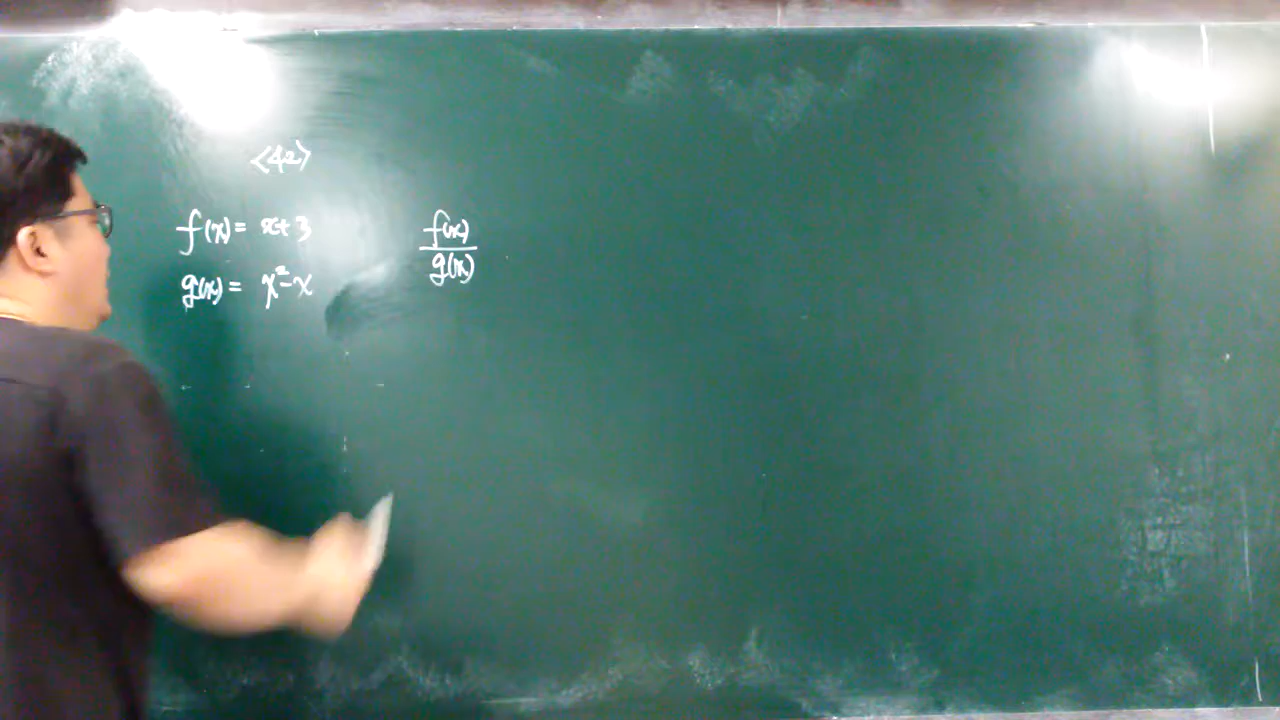 <42>
f(x) = x+3
g(x) = x²-x
f(x)
g(x)